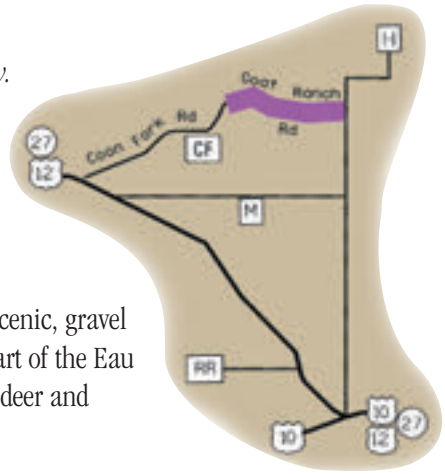 y.
H
Goat Ranch
Rd
Coon Fork Rd
CF
27
12
M
cenic, gravel
art of the Eau
deer and
RR
10
10
12
27